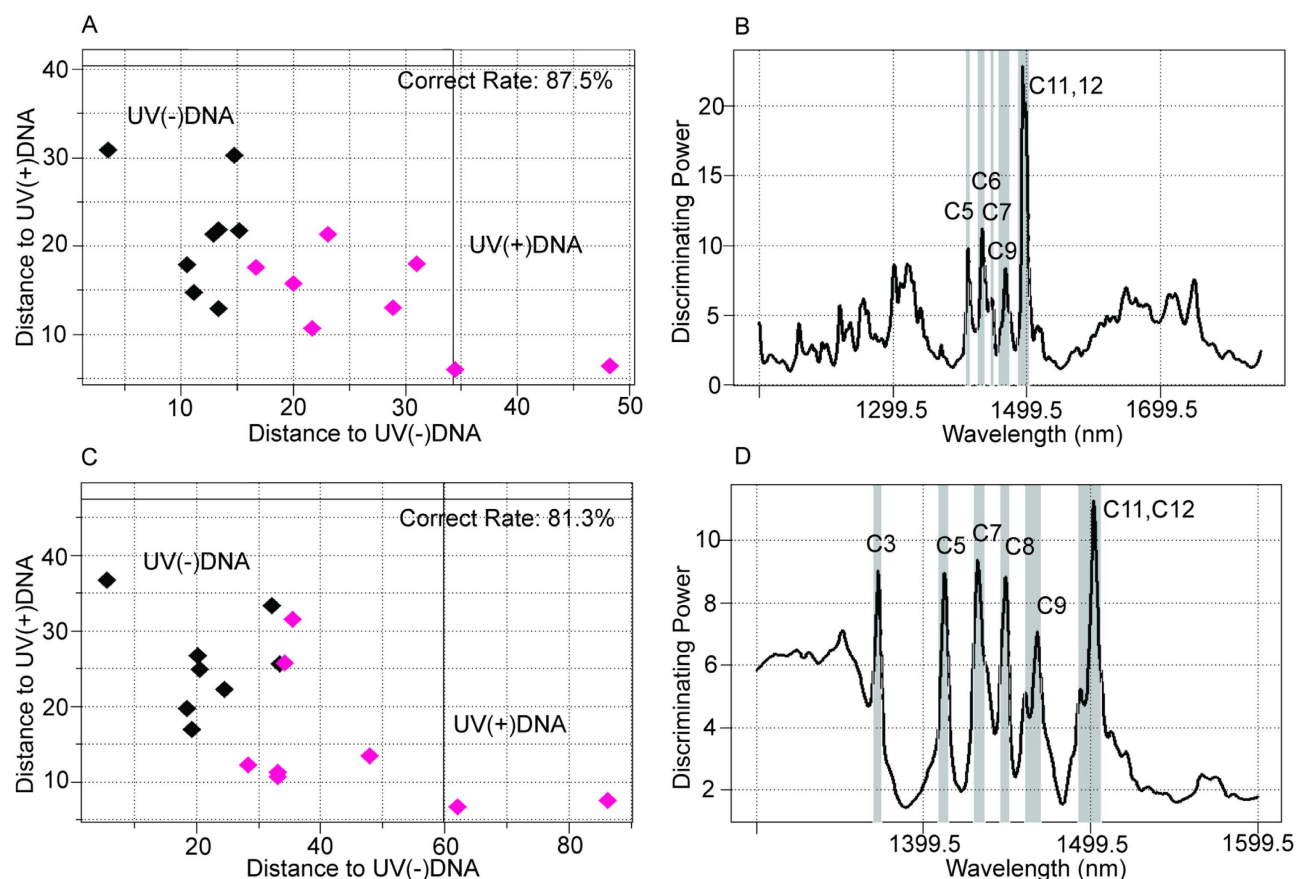 A
Correct Rate: 87.5%
UV(-)DNA
UV(+)DNA
40
30
20
10
10
20
30
40
50
Distance to UV(+)DNA
Distance to UV(-)DNA
B
C11,12
C6
C5
C7
C9
20
15
10
5
0
1299.5
1499.5
1699.5
Discriminating Power
Wavelength (nm)
C
Correct Rate: 81.3%
UV(-)DNA
UV(+)DNA
40
30
20
10
20
40
60
80
Distance to UV(+)DNA
Distance to UV(-)DNA
D
C11,C12
C3
C5
C7
C8
C9
10
8
6
4
2
1399.5
1499.5
1599.5
Discriminating Power
Wavelength (nm)